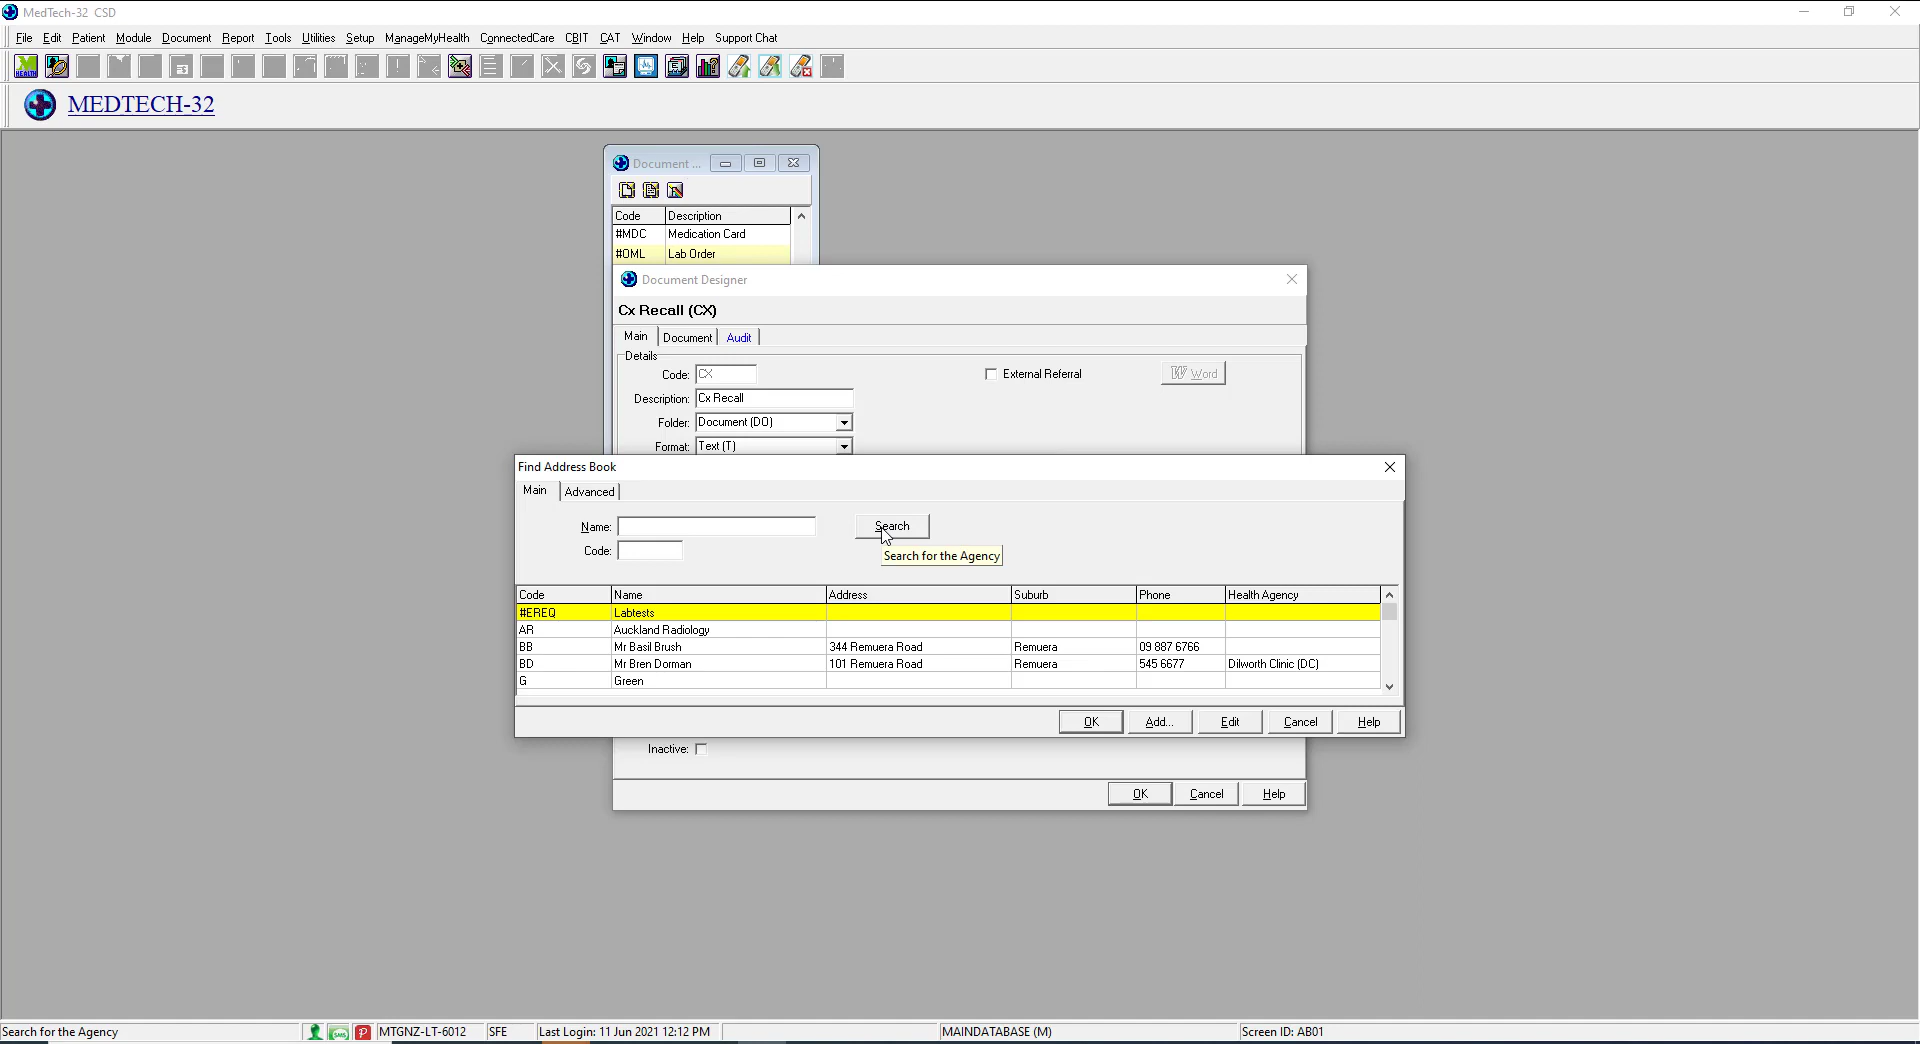 MedTech-32 CSD
File Edit Patient Module Document Report Tools Utilities Setup ManageMyHealth ConnectedCare CBIT CAT Window Help Support Chat
MEDTECH-32
Document ...
Code Description
#MDC Medication Card
#OML Lab Order
Document Designer
Cx Recall (CX)
Main Document Audit
Details
Code: CX External Referral Word
Description: Cx Recall
Folder: Document (DO)
Format: Text (T)
Find Address Book
Main Advanced
Name: Search
Code: Search for the Agency
Code Name Address Suburb Phone Health Agency
#EREQ Labtests
AR Auckland Radiology
BB Mr Basil Brush 344 Remuera Road Remuera 09 887 6766
BD Mr Bren Dorman 101 Remuera Road Remuera 545 6677 Dilworth Clinic (DC)
G Green
OK Add... Edit Cancel Help
Inactive:
OK Cancel Help
Search for the Agency MTGNZ-LT-6012 SFE Last Login: 11 Jun 2021 12:12 PM MAINDATABASE (M) Screen ID: AB01